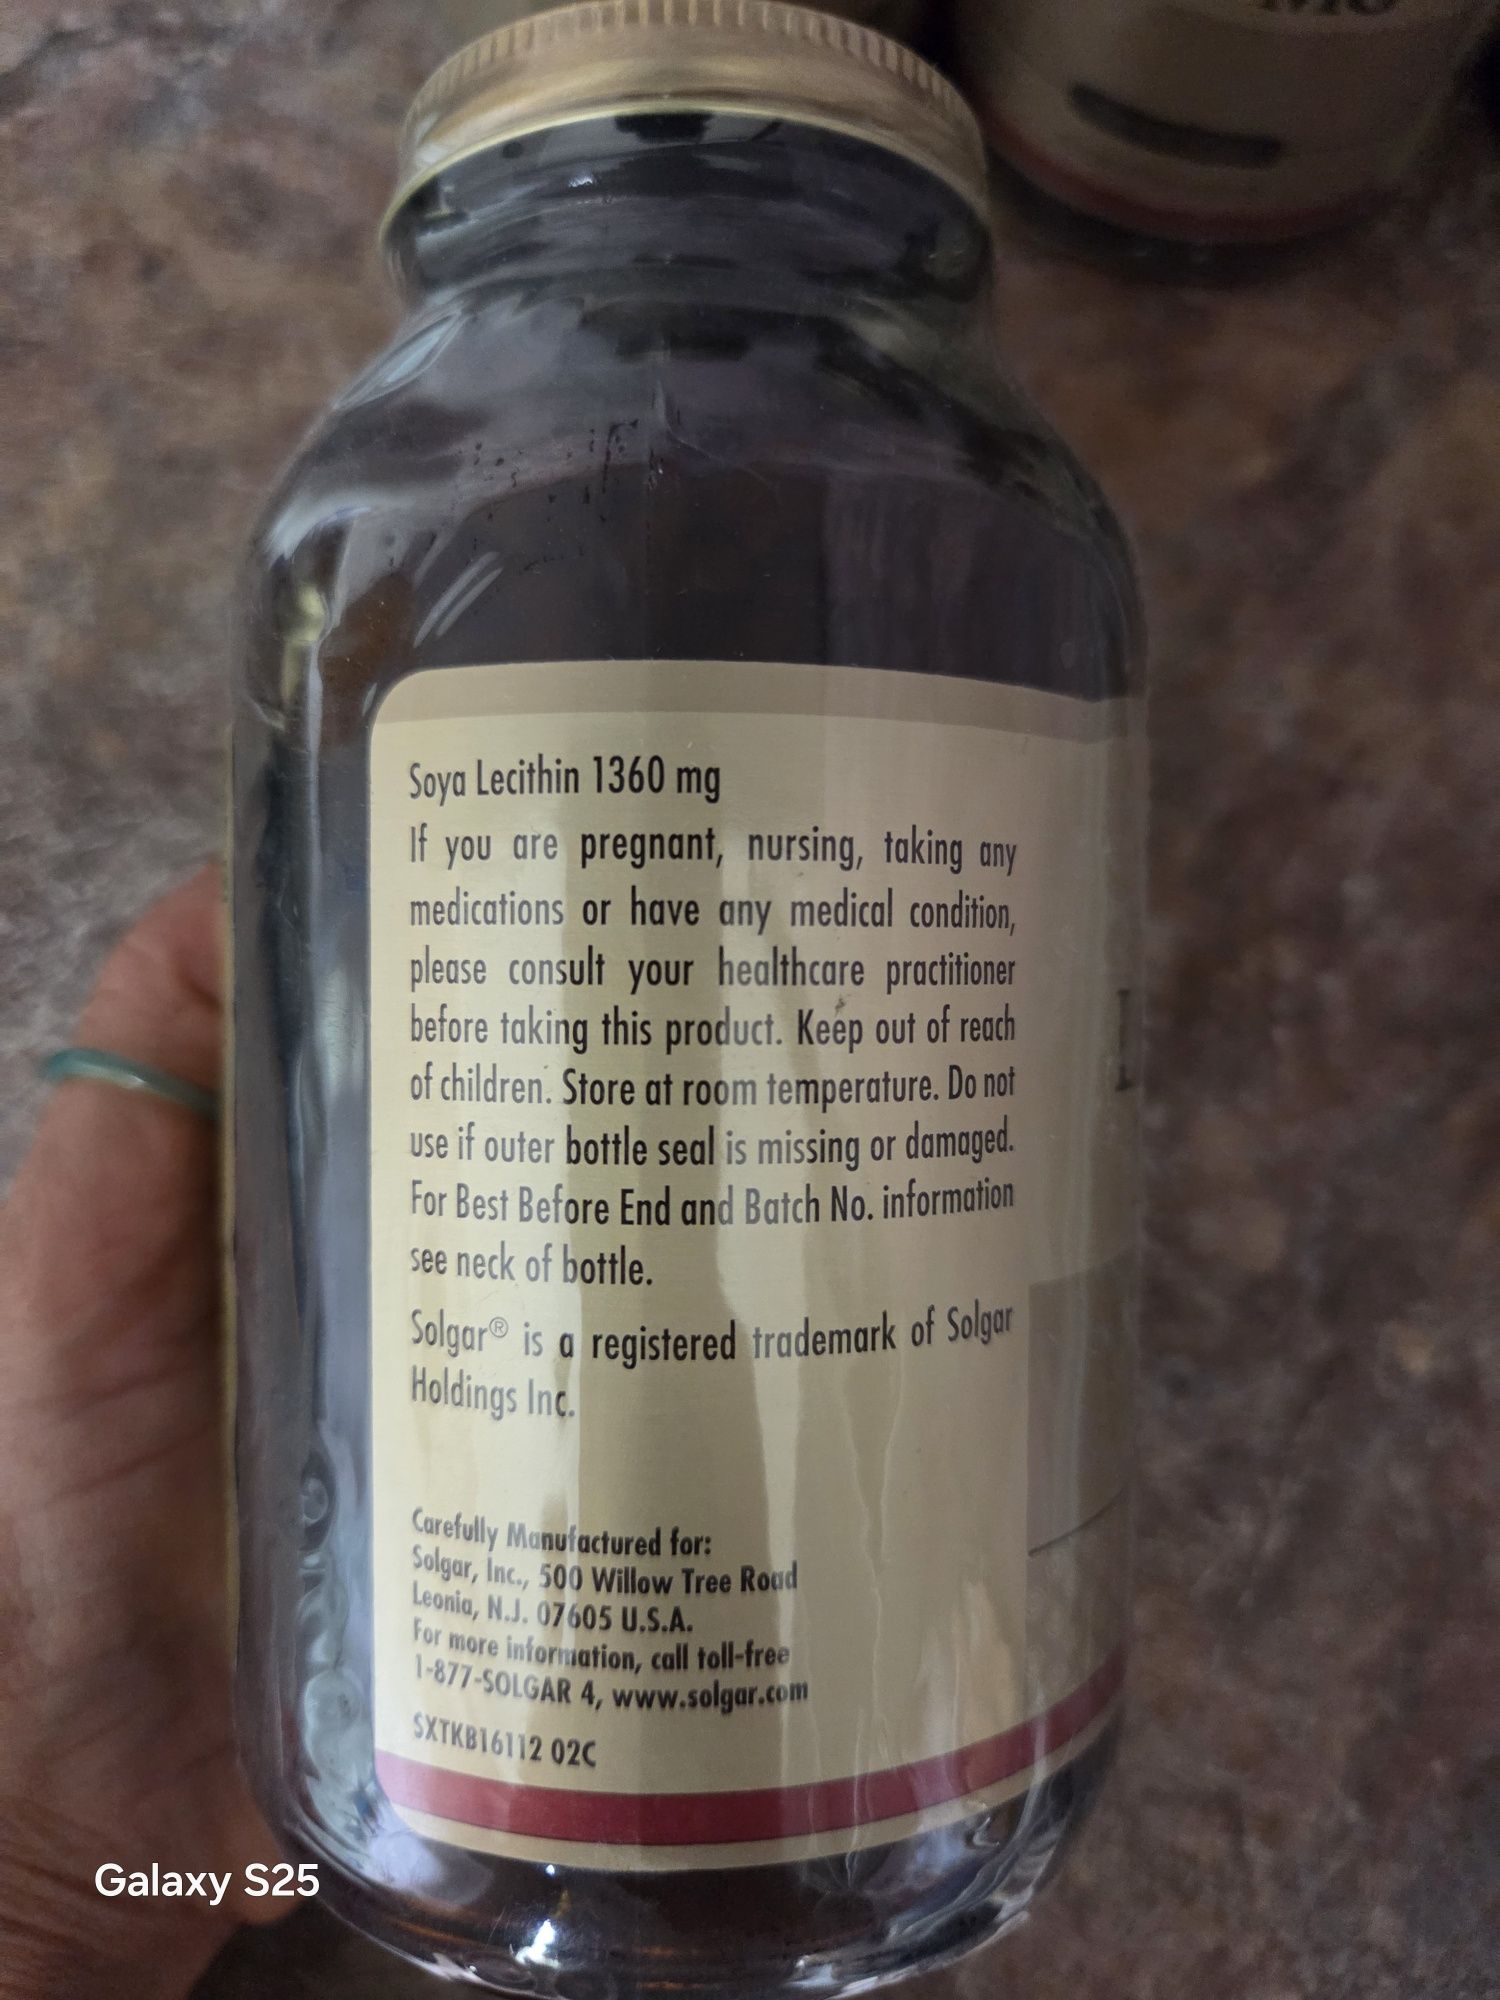 Soya Lecithin 1360 mg
If you are pregnant, nursing, taking any
medications or have any medical condition,
please consult your healthcare practitioner
before taking this product. Keep out of reach
of children. Store at room temperature. Do not
use if outer bottle seal is missing or damaged.
For Best Before End and Batch No. information
see neck of bottle.
Solgar® is a registered trademark of Solgar
Holdings Inc.
Carefully Manufactured for:
Solgar, Inc., 500 Willow Tree Road
Leonia, N.J. 07605 U.S.A.
For more information, call toll-free
1-877-SOLGAR 4, www.solgar.com
SXTKB16112 02C
Galaxy S25